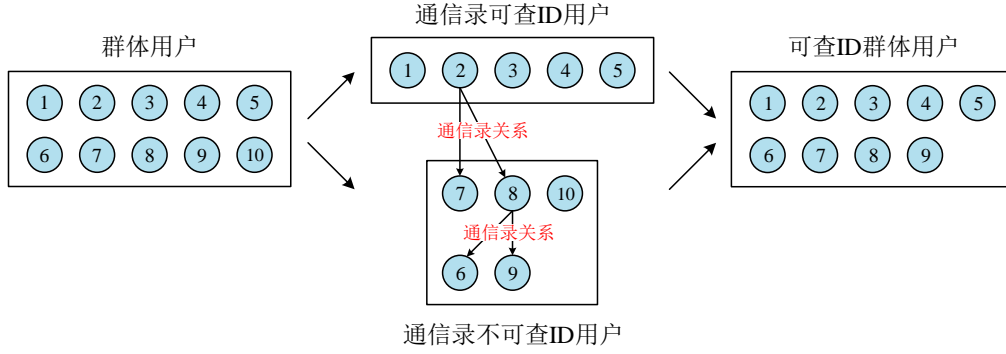 群体用户
1 2 3 4 5
6 7 8 9 10
通信录可查ID用户
1 2 3 4 5
通信录关系
7 8 10
通信录关系
6 9
通信录不可查ID用户
可查ID群体用户
1 2 3 4 5
6 7 8 9